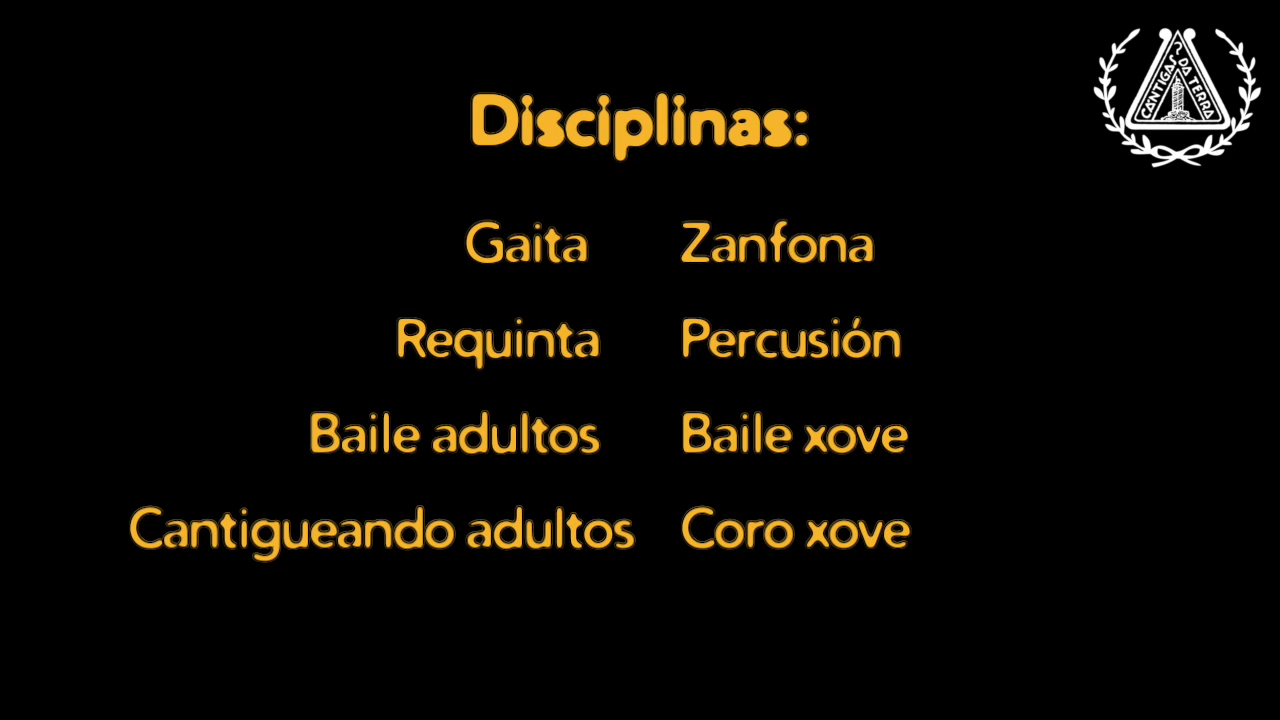 CANTIGAS DA TERRA
Disciplinas:
Gaita Zanfona
Requinta Percusión
Baile adultos Baile xove
Cantigueando adultos Coro xove